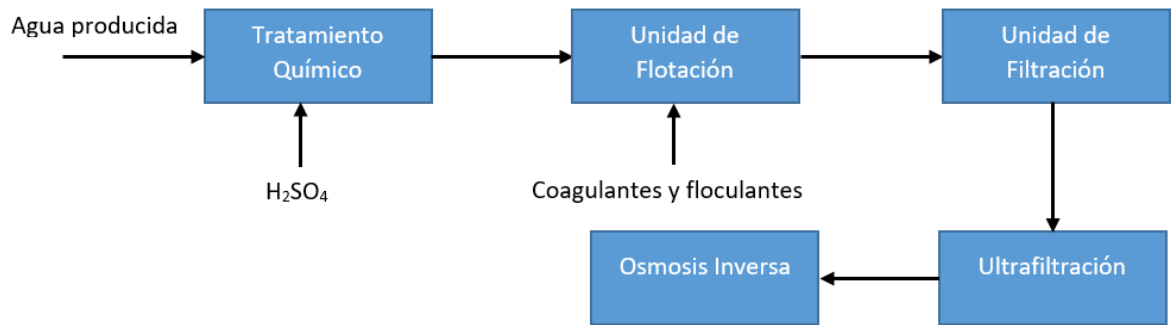 Agua producida
Tratamiento
Químico
Unidad de
Flotación
Unidad de
Filtración
H₂SO₄
Coagulantes y floculantes
Osmosis Inversa
Ultrafiltración